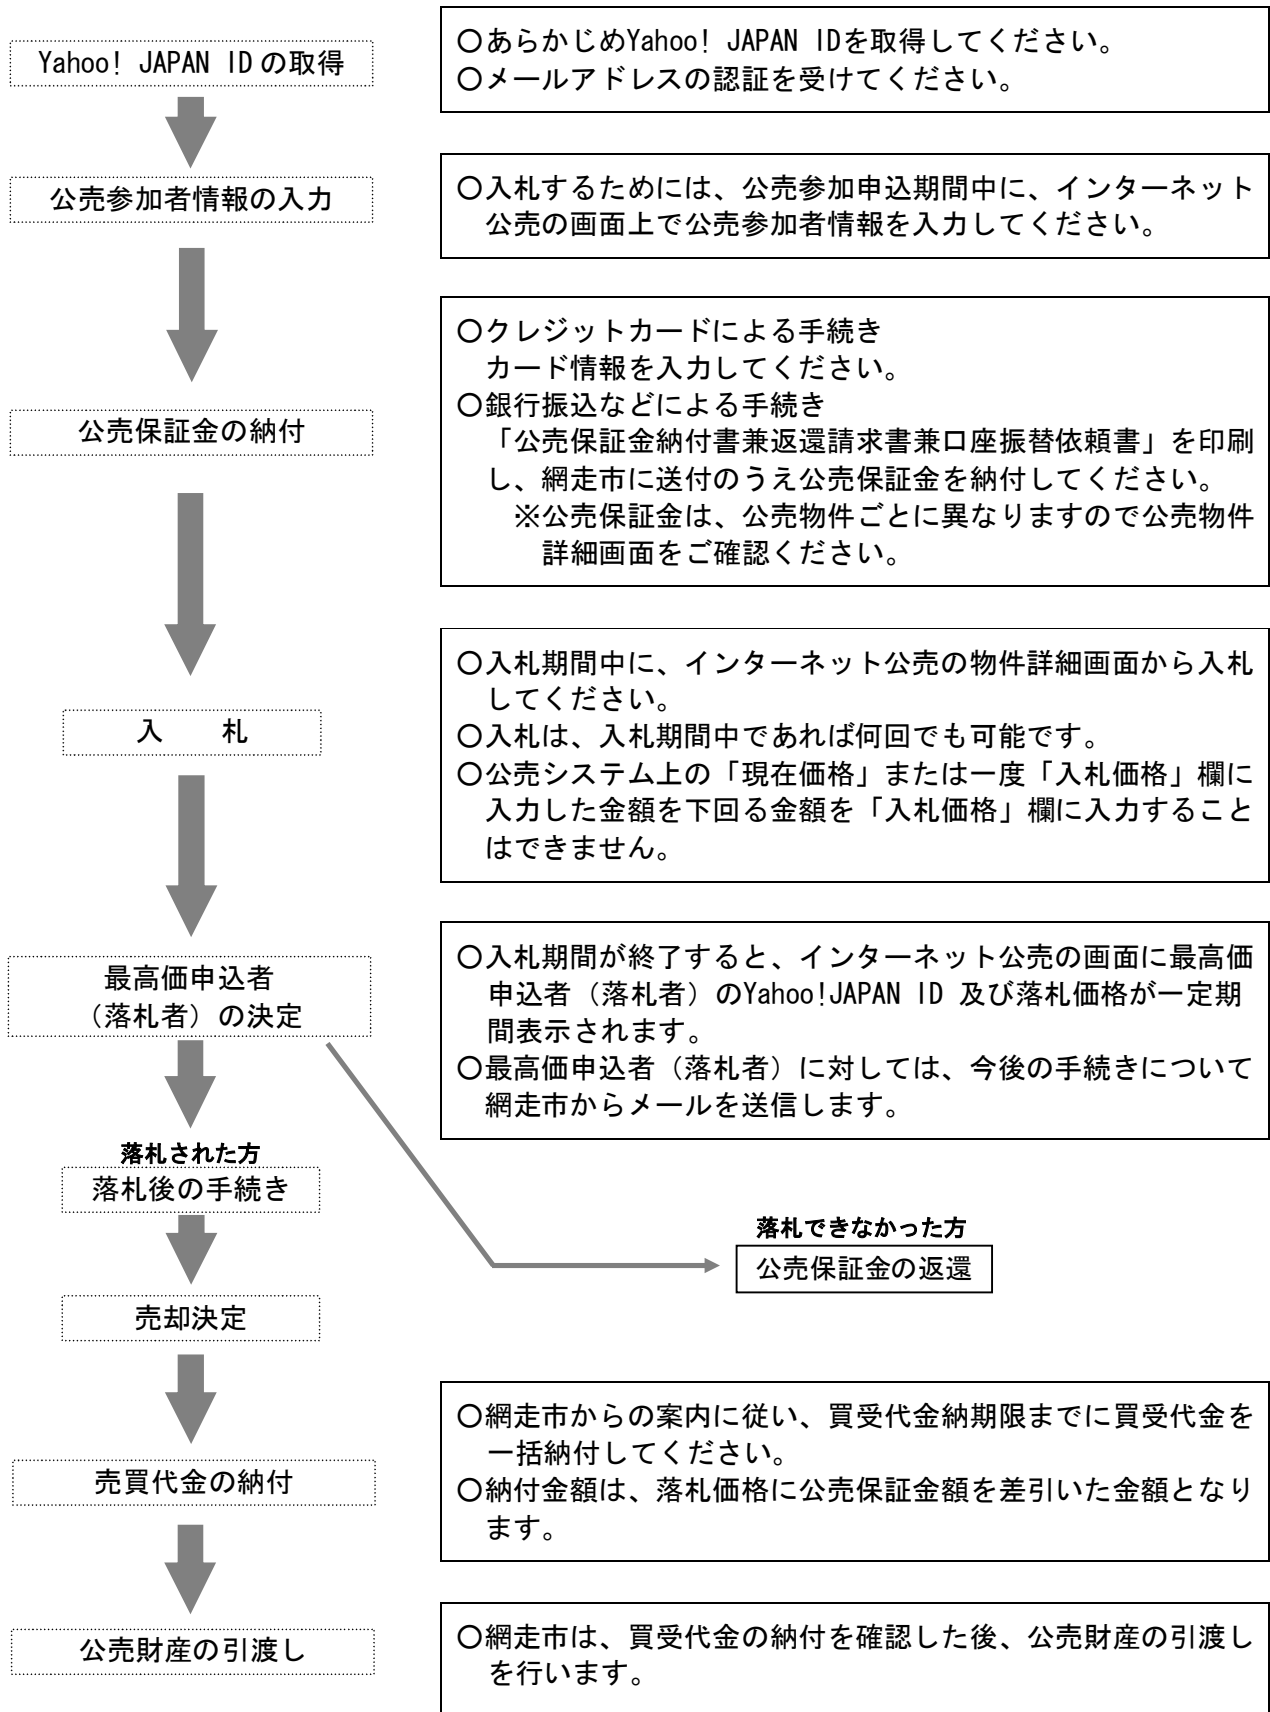 Yahoo! JAPAN IDの取得
○あらかじめYahoo! JAPAN IDを取得してください。
○メールアドレスの認証を受けてください。
公売参加者情報の入力
○入札するためには、公売参加申込期間中に、インターネット
公売の画面上で公売参加者情報を入力してください。
公売保証金の納付
○クレジットカードによる手続き
カード情報を入力してください。
○銀行振込などによる手続き
「公売保証金納付書兼返還請求書兼口座振替依頼書」を印刷
し、網走市に送付のうえ公売保証金を納付してください。
※公売保証金は、公売物件ごとに異なりますので公売物件
詳細画面をご確認ください。
入　　札
○入札期間中に、インターネット公売の物件詳細画面から入札
してください。
○入札は、入札期間中であれば何回でも可能です。
○公売システム上の「現在価格」または一度「入札価格」欄に
入力した金額を下回る金額を「入札価格」欄に入力すること
はできません。
最高価申込者
（落札者）の決定
○入札期間が終了すると、インターネット公売の画面に最高価
申込者（落札者）のYahoo!JAPAN ID 及び落札価格が一定期
間表示されます。
○最高価申込者（落札者）に対しては、今後の手続きについて
網走市からメールを送信します。
落札された方
落札後の手続き
落札できなかった方
公売保証金の返還
売却決定
売買代金の納付
○網走市からの案内に従い、買受代金納期限までに買受代金を
一括納付してください。
○納付金額は、落札価格に公売保証金額を差引いた金額となり
ます。
公売財産の引渡し
○網走市は、買受代金の納付を確認した後、公売財産の引渡し
を行います。